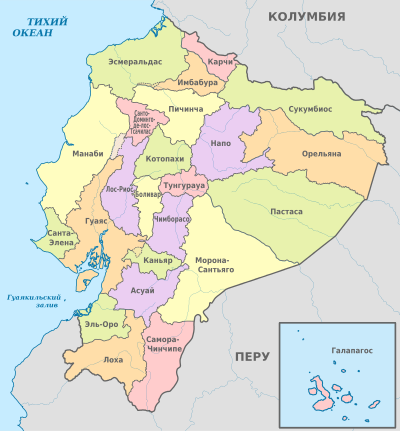 КОЛУМБИЯ
ТИХИЙ
ОКЕАН
Эсмеральдас
Карчи
Имбабура
Сукумбиос
Пичинча
Санто-
Доминго-
де-лос-
Тсачилас
Напо
Орельяна
Манаби
Котопахи
Лос-Риос
Боливар
Тунгурауа
Гуаяс
Чимборасо
Пастаса
Санта-
Элена
Каньяр
Морона-
Сантьяго
Асуай
Гуаякильский
залив
Эль-Оро
Самора-
Чинчипе
Лоха
ПЕРУ
Галапагос